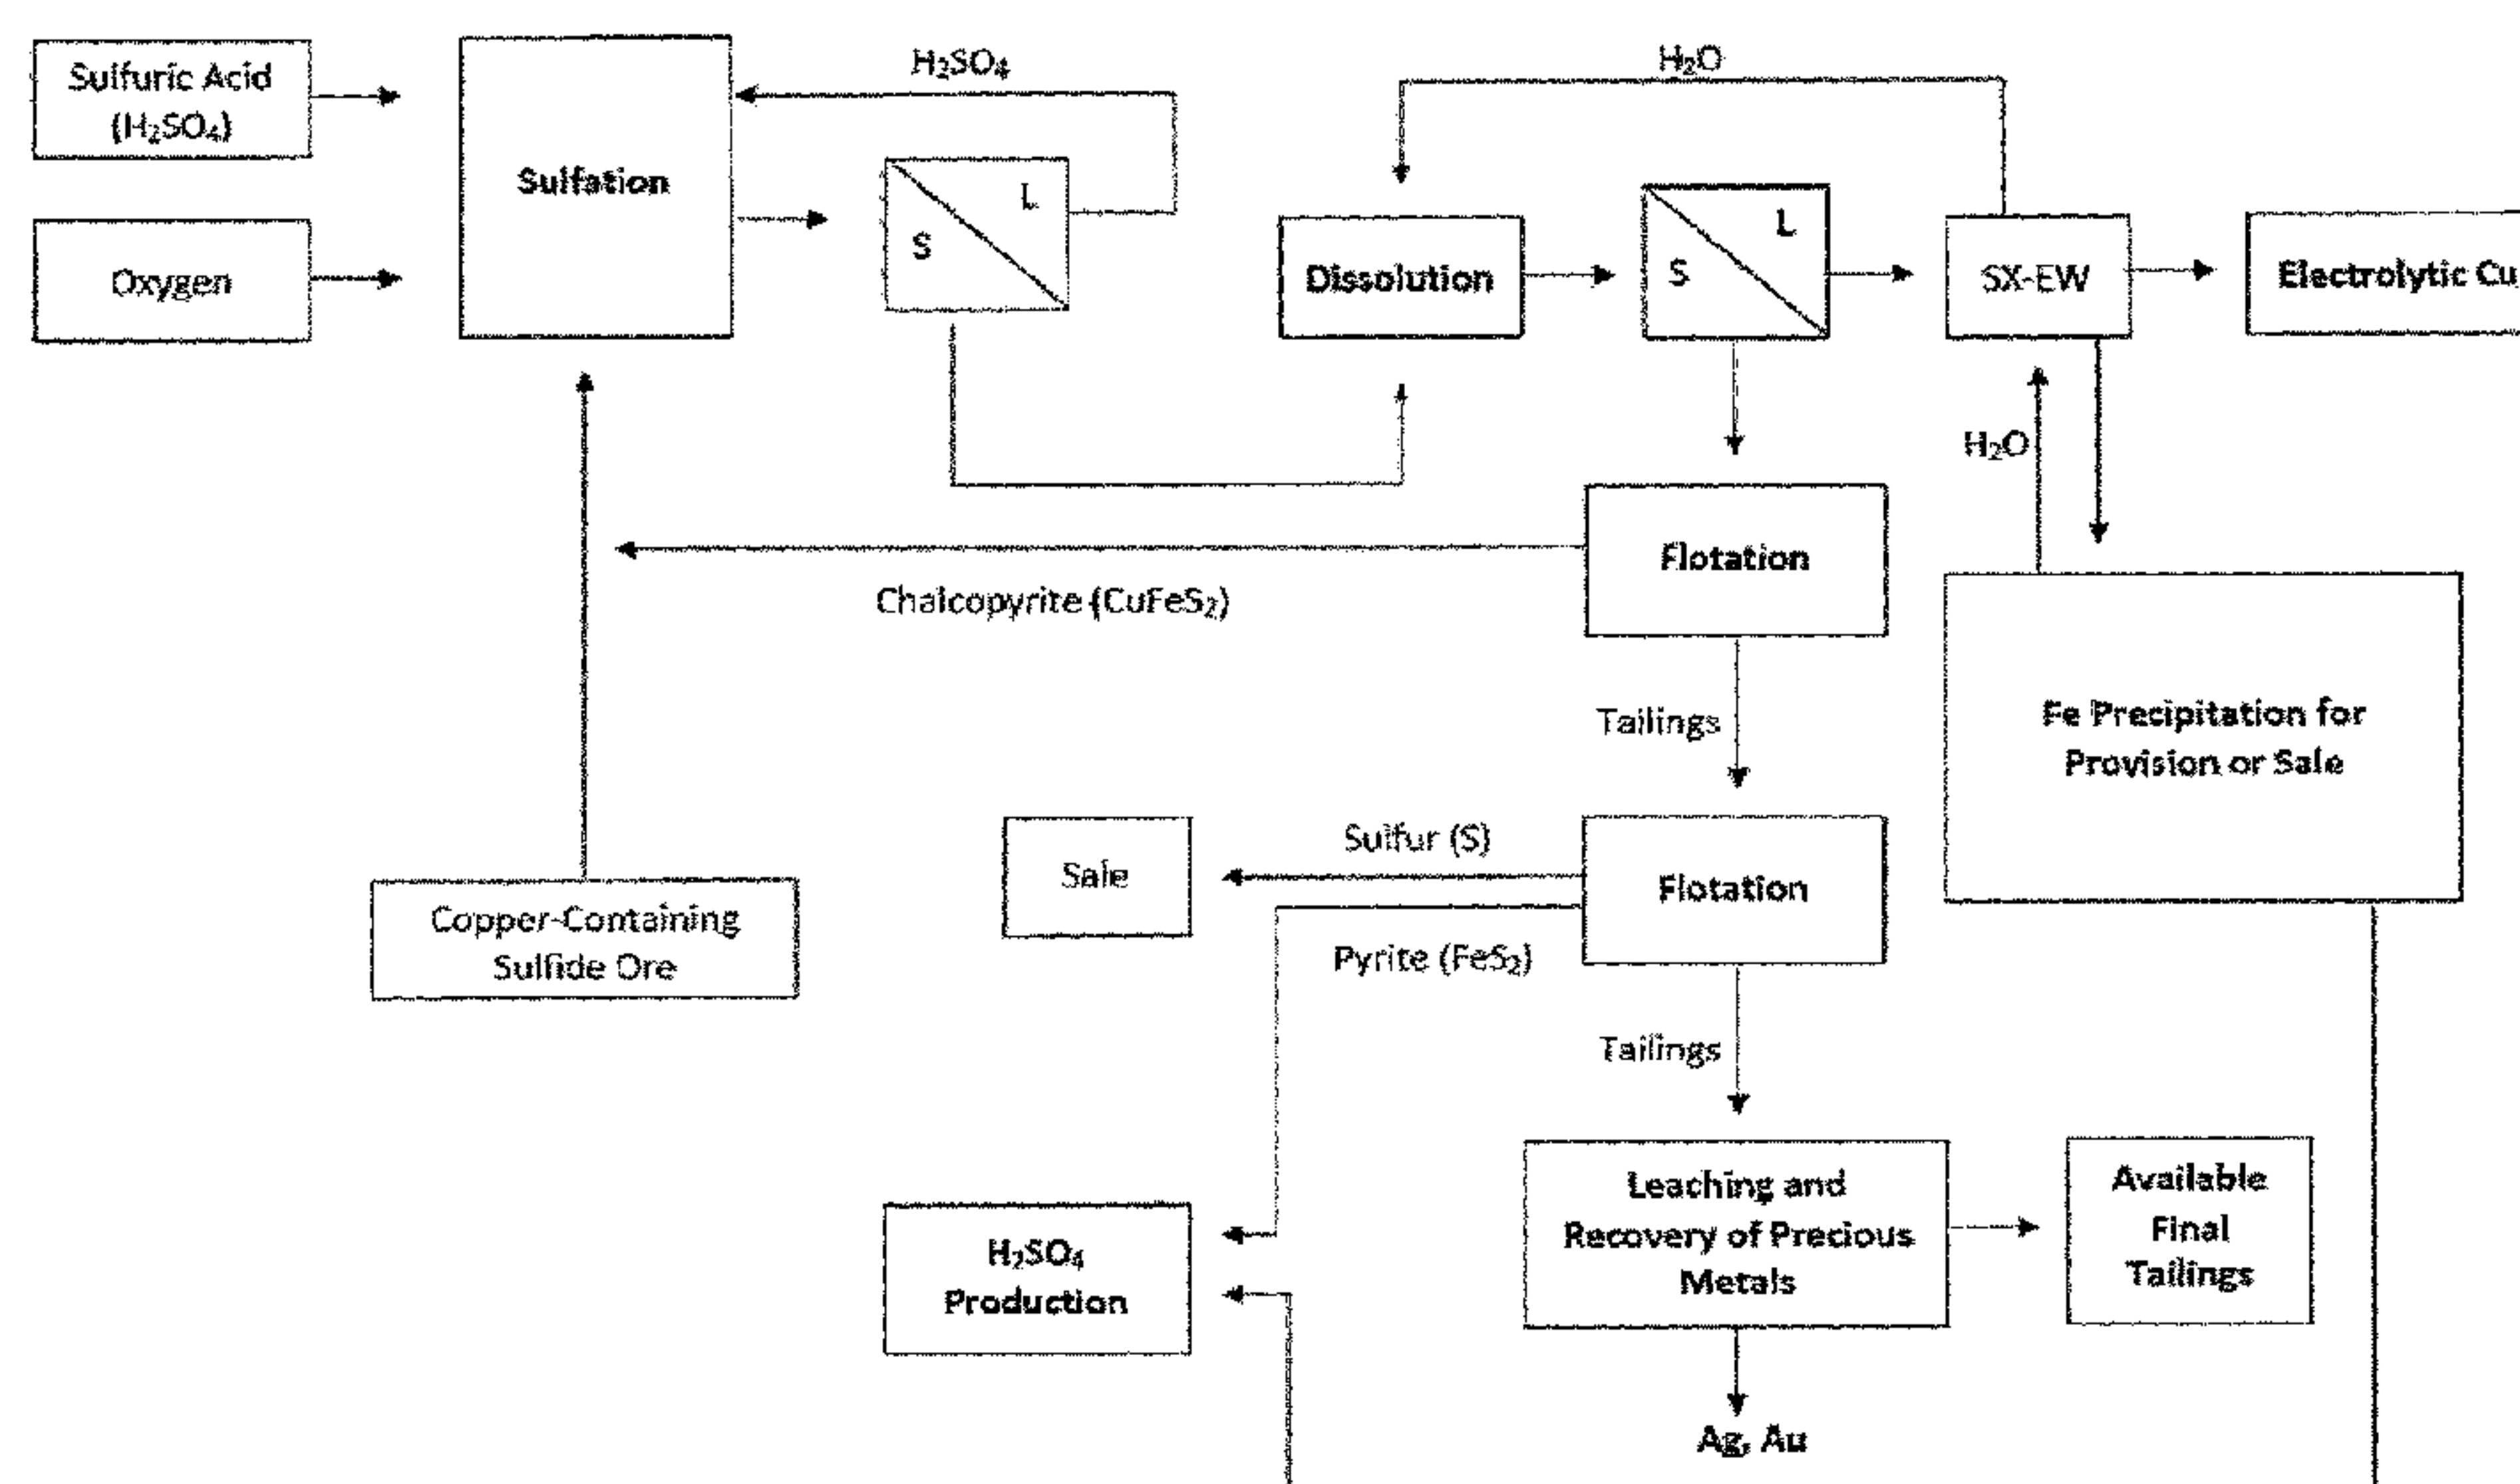 Sulfuric Acid
(H₂SO₄)
Oxygen
Sulfation
H₂SO₄
L
S
H₂O
Dissolution
L
S
SX-EW
Electrolytic Cu
H₂O
Flotation
Chalcopyrite (CuFeS₂)
Tailings
Fe Precipitation for
Provision or Sale
Sale
Sulfur (S)
Flotation
Copper-Containing
Sulfide Ore
Pyrite (FeS₂)
Tailings
H₂SO₄
Production
Leaching and
Recovery of Precious
Metals
Available
Final
Tailings
Ag, Au